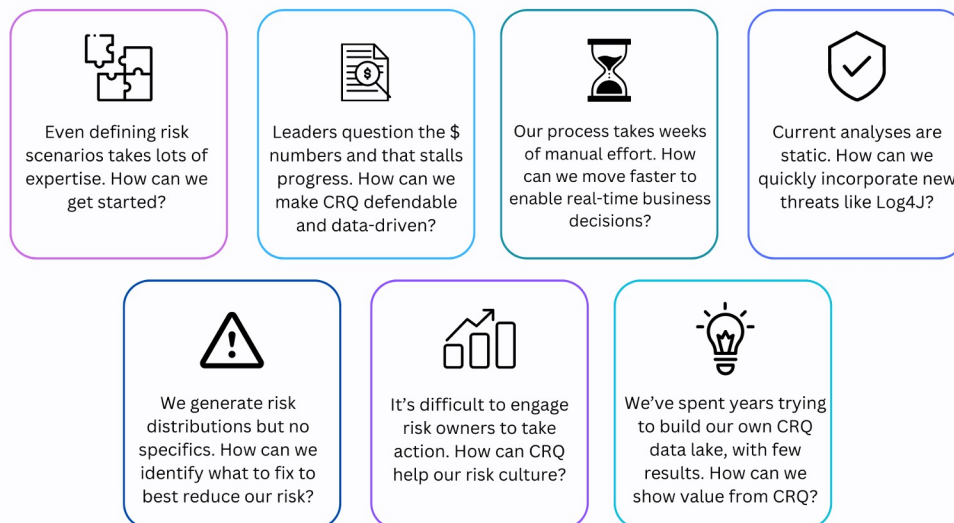 Even defining risk
scenarios takes lots of
expertise. How can we
get started?
Leaders question the $
numbers and that stalls
progress. How can we
make CRQ defendable
and data-driven?
Our process takes weeks
of manual effort. How
can we move faster to
enable real-time business
decisions?
Current analyses are
static. How can we
quickly incorporate new
threats like Log4J?
We generate risk
distributions but no
specifics. How can we
identify what to fix to
best reduce our risk?
It’s difficult to engage
risk owners to take
action. How can CRQ
help our risk culture?
We’ve spent years trying
to build our own CRQ
data lake, with few
results. How can we
show value from CRQ?